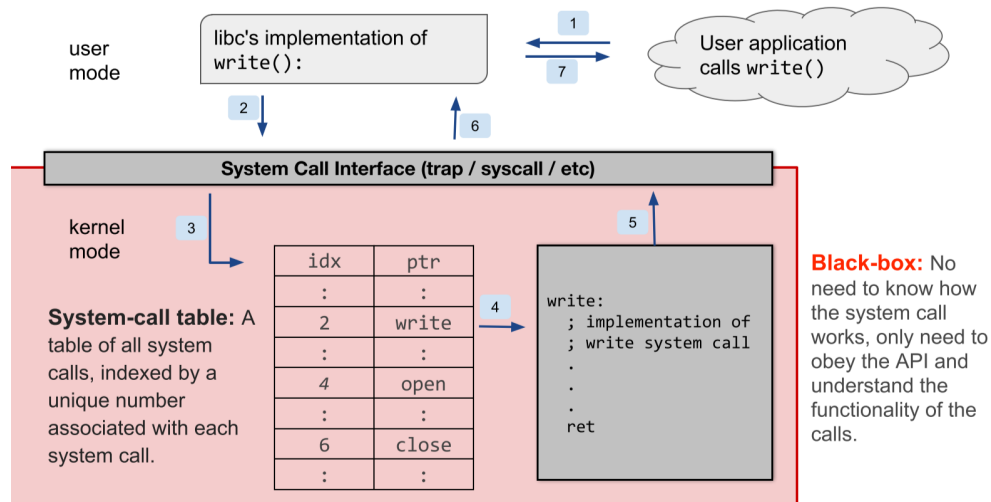 user
mode
libc's implementation of
write():
1
7
User application
calls write()
2
6
System Call Interface (trap / syscall / etc)
kernel
mode
3
5
System-call table: A
table of all system
calls, indexed by a
unique number
associated with each
system call.
idx ptr
: :
2 write
: :
4 open
: :
6 close
: :
4
write:
; implementation of
; write system call
.
.
.
ret
Black-box: No
need to know how
the system call
works, only need to
obey the API and
understand the
functionality of the
calls.